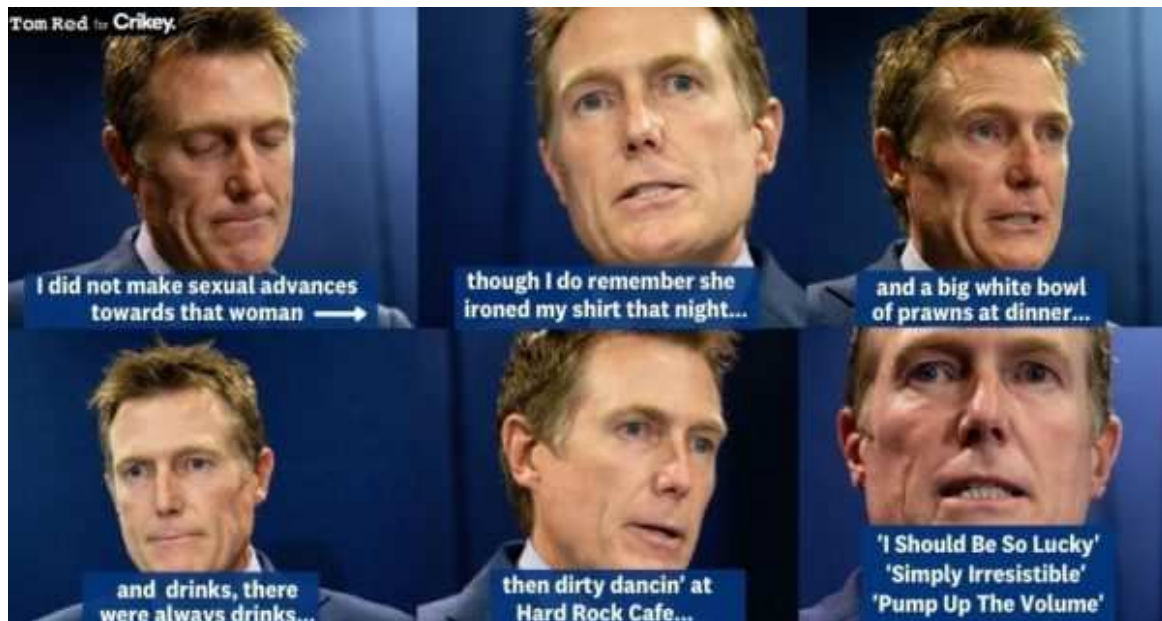 Tom Red for Crikey.
I did not make sexual advances
towards that woman
though I do remember she
ironed my shirt that night...
and a big white bowl
of prawns at dinner...
and drinks, there
were always drinks...
then dirty dancin' at
Hard Rock Cafe...
'I Should Be So Lucky'
'Simply Irresistible'
'Pump Up The Volume'